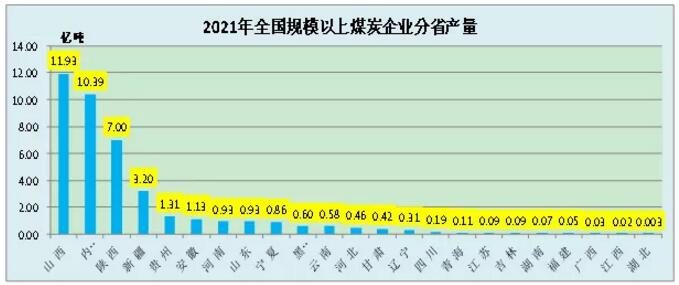 2021年全国规模以上煤炭企业分省产量
亿吨
14.00
12.00
10.00
8.00
6.00
4.00
2.00
0.00
11.93 10.39 7.00 3.20 1.31 1.13 0.93 0.93 0.86 0.60 0.58 0.46 0.42 0.31 0.19 0.11 0.09 0.09 0.07 0.05 0.03 0.02 0.003
山西 内.. 陕西 新疆 贵州 安徽 河南 山东 宁夏 黑.. 云南 河北 甘肃 辽宁 四川 青海 江苏 吉林 湖南 福建 广西 江西 湖北